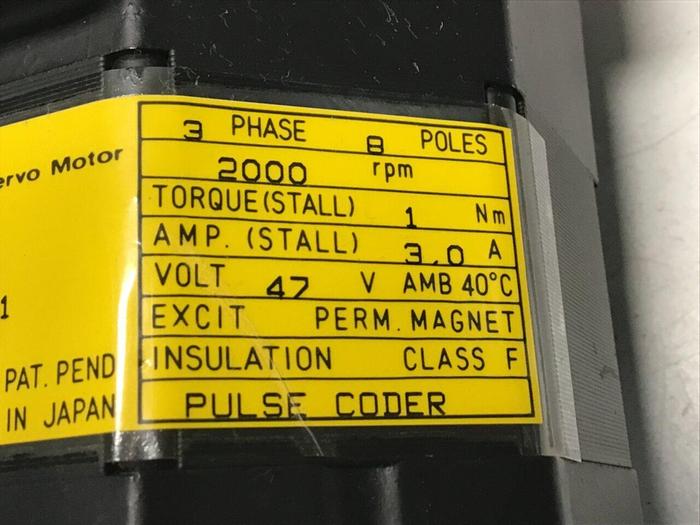 3 PHASE 8 POLES
2000 rpm
ervo Motor
TORQUE(STALL) 1 Nm
AMP. (STALL) 3.0 A
VOLT 47 V AMB 40°C
1
EXCIT PERM. MAGNET
PAT. PEND
INSULATION CLASS F
IN JAPAN
PULSE CODER